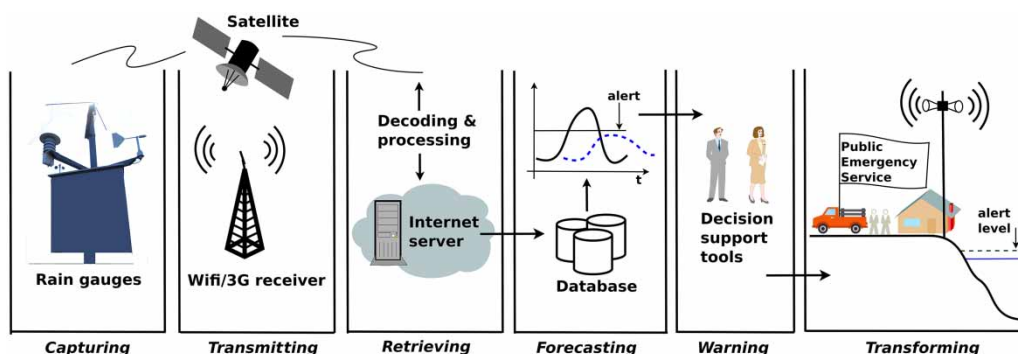 Satellite
Rain gauges
Capturing
Wifi/3G receiver
Transmitting
Decoding &
processing
Internet
server
Retrieving
alert
t
Database
Forecasting
Decision
support
tools
Warning
Public
Emergency
Service
alert
level
Transforming